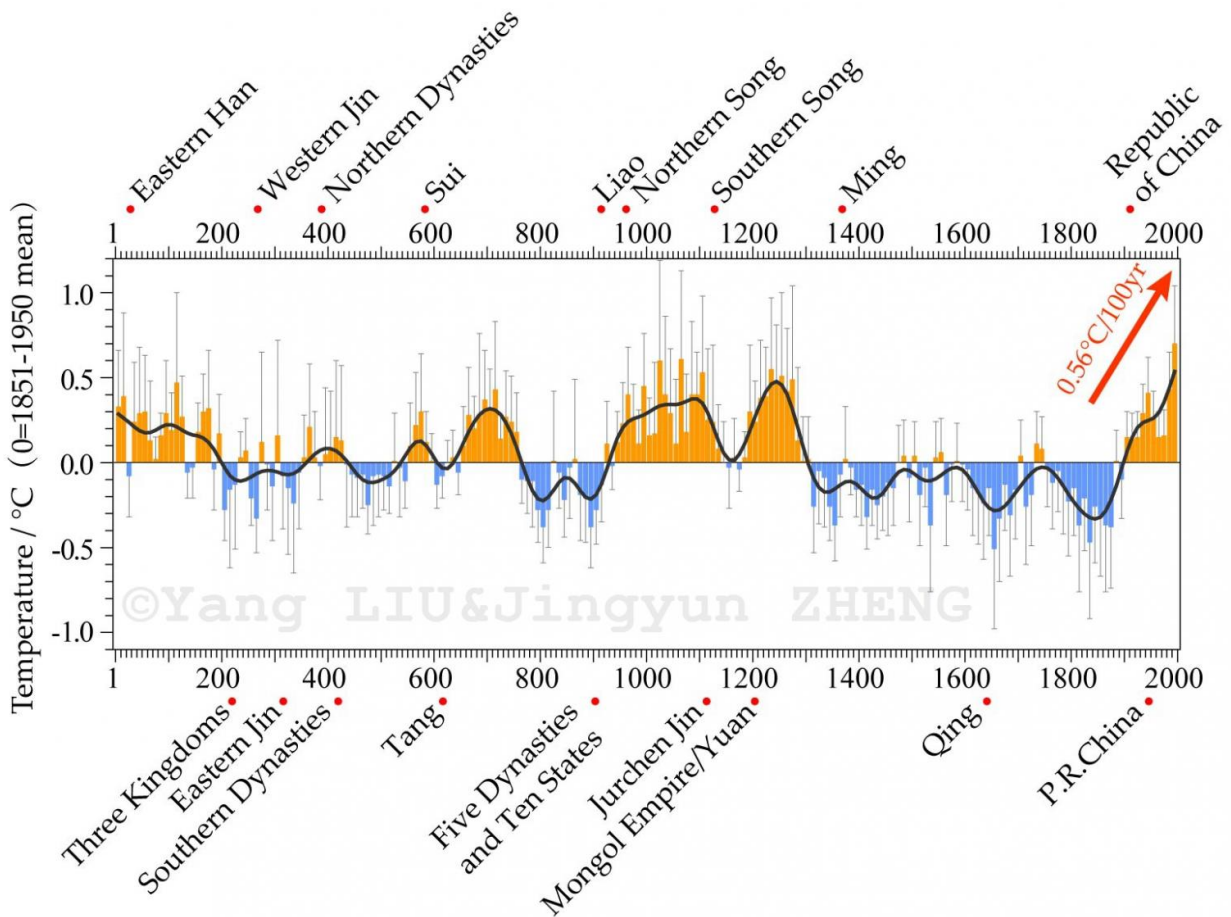 Eastern Han
Western Jin
Northern Dynasties
Sui
Liao
Northern Song
Southern Song
Ming
Republic
of China
1 200 400 600 800 1000 1200 1400 1600 1800 2000
Temperature / °C (0=1851-1950 mean)
1.0
0.5
0.0
-0.5
-1.0
0.56°C/100yr
©Yang LIU&Jingyun ZHENG
1 200 400 600 800 1000 1200 1400 1600 1800 2000
Three Kingdoms
Eastern Jin
Southern Dynasties
Tang
Five Dynasties
and Ten States
Jurchen Jin
Mongol Empire/Yuan
Qing
P.R.China